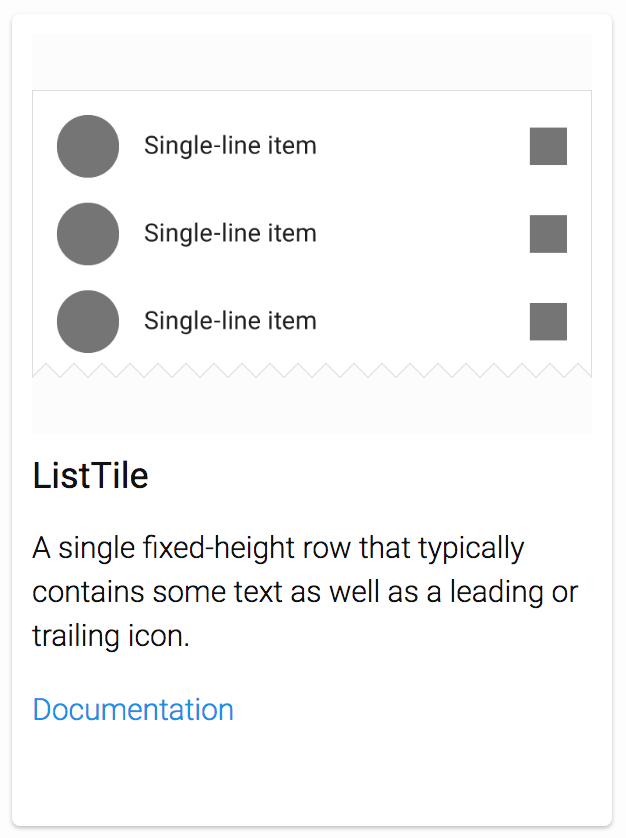 Single-line item
Single-line item
Single-line item
ListTile
A single fixed-height row that typically
contains some text as well as a leading or
trailing icon.
Documentation